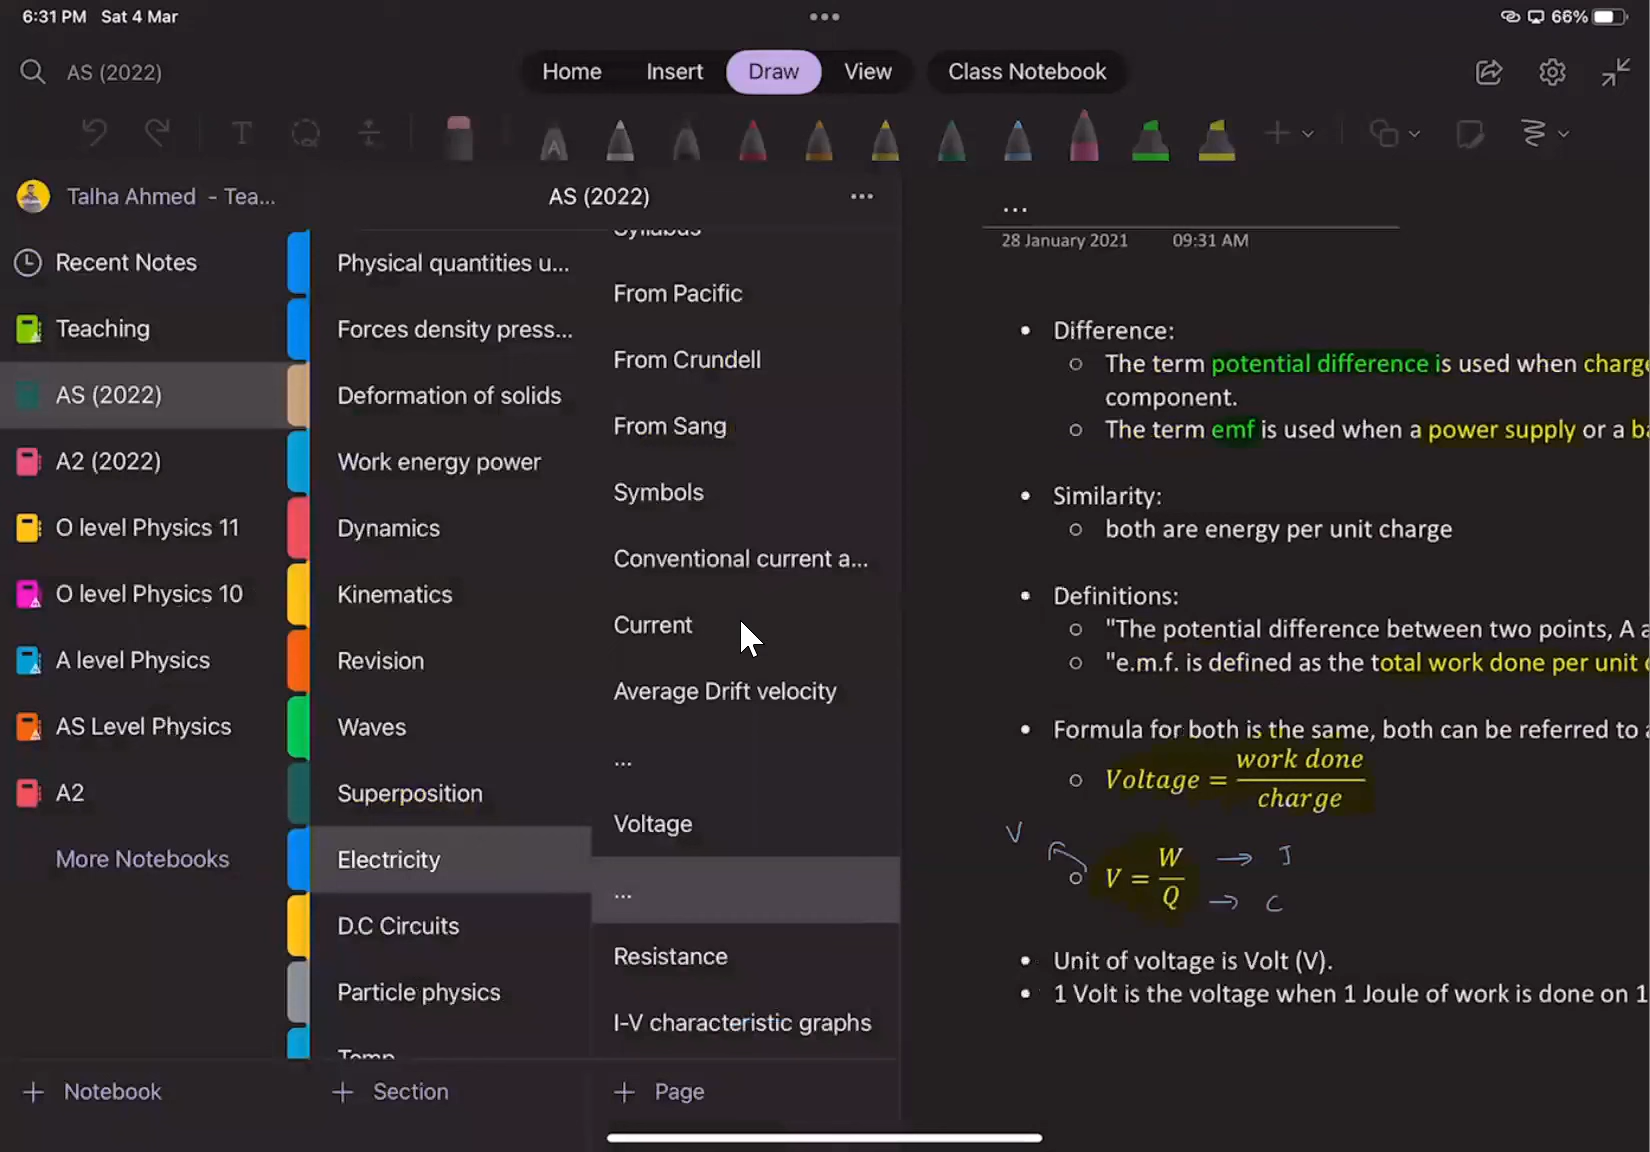 6:31 PM Sat 4 Mar
66%
AS (2022)
Home Insert Draw View Class Notebook
Talha Ahmed - Tea...
Recent Notes
Teaching
AS (2022)
A2 (2022)
O level Physics 11
O level Physics 10
A level Physics
AS Level Physics
A2
More Notebooks
+ Notebook
AS (2022)
Physical quantities u...
Forces density press...
Deformation of solids
Work energy power
Dynamics
Kinematics
Revision
Waves
Superposition
Electricity
D.C Circuits
Particle physics
Temp
+ Section
Syllabus
From Pacific
From Crundell
From Sang
Symbols
Conventional current a...
Current
Average Drift velocity
...
Voltage
...
Resistance
I-V characteristic graphs
+ Page
...
28 January 2021 09:31 AM
• Difference:
○ The term potential difference is used when charge
component.
○ The term emf is used when a power supply or a ba
• Similarity:
○ both are energy per unit charge
• Definitions:
○ "The potential difference between two points, A a
○ "e.m.f. is defined as the total work done per unit
• Formula for both is the same, both can be referred to a
○ Voltage = work done / charge
V
○ V = W / Q → J → C
• Unit of voltage is Volt (V).
• 1 Volt is the voltage when 1 Joule of work is done on 1